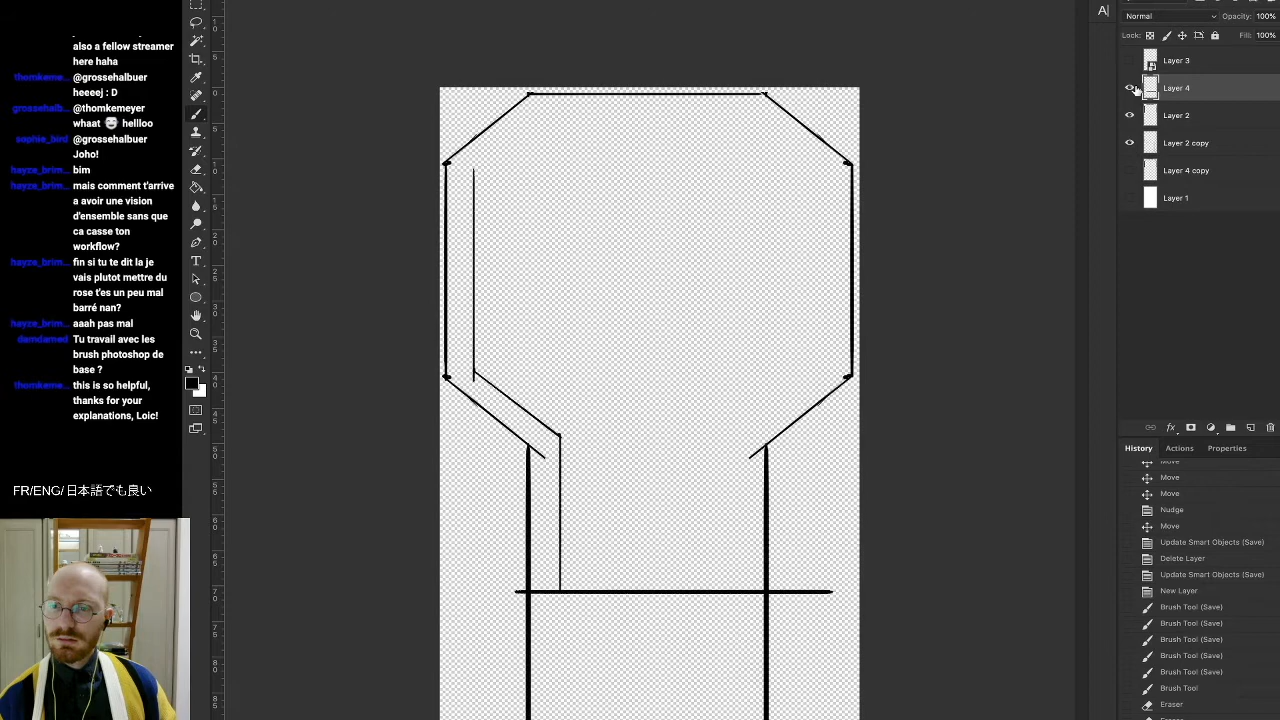 also a fellow streamer
here haha
thomkeme... @grossehalbuer
heeeej : D
grossehalb... @thomkemeyer
whaat hellloo
sophie_bird @grossehalbuer
Joho!
hayze_brim... bim
hayze_brim... mais comment t'arrive
a avoir une vision
d'ensemble sans que
ca casse ton
workflow?
hayze_brim... fin si tu te dit la je
vais plutot mettre du
rose t'es un peu mal
barré nan?
hayze_brim... aaah pas mal
damdamed Tu travail avec les
brush photoshop de
base ?
thomkeme... this is so helpful,
thanks for your
explanations, Loic!
FR/ENG/日本語でも良い
A|
Normal Opacity: 100%
Lock: Fill: 100%
Layer 3
Layer 4
Layer 2
Layer 2 copy
Layer 4 copy
Layer 1
fx
History Actions Properties
Move
Move
Move
Nudge
Move
Update Smart Objects (Save)
Delete Layer
Update Smart Objects (Save)
New Layer
Brush Tool (Save)
Brush Tool (Save)
Brush Tool (Save)
Brush Tool (Save)
Brush Tool (Save)
Brush Tool
Eraser